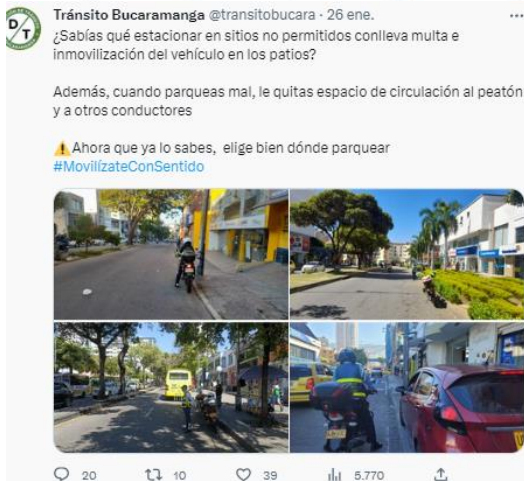 Tránsito Bucaramanga @transitobucara · 26 ene.
¿Sabías qué estacionar en sitios no permitidos conlleva multa e
inmovilización del vehículo en los patios?
Además, cuando parqueas mal, le quitas espacio de circulación al peatón
y a otros conductores
⚠️Ahora que ya lo sabes, elige bien dónde parquear
#MovilízateConSentido
20 10 39 5.770